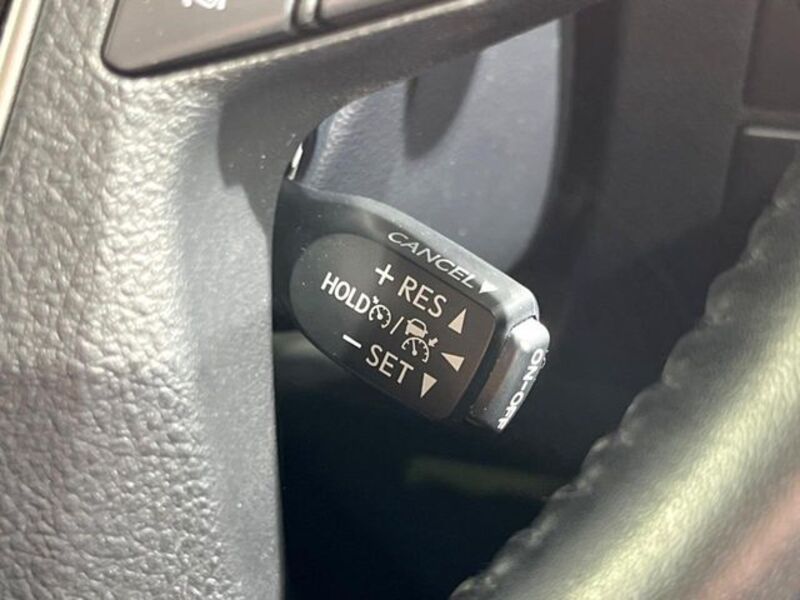 CANCEL
+ RES
HOLD /
- SET
ON-OFF